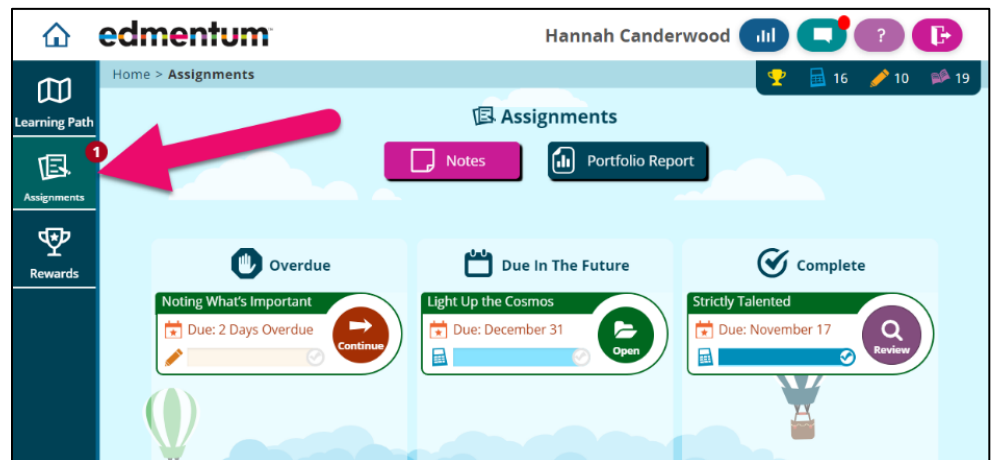 edmentum
Hannah Canderwood
?
Home > Assignments
16
10
19
Learning Path
1
Assignments
Rewards
Assignments
Notes
Portfolio Report
Overdue
Due In The Future
Complete
Noting What's Important
Due: 2 Days Overdue
Continue
Light Up the Cosmos
Due: December 31
Open
Strictly Talented
Due: November 17
Review